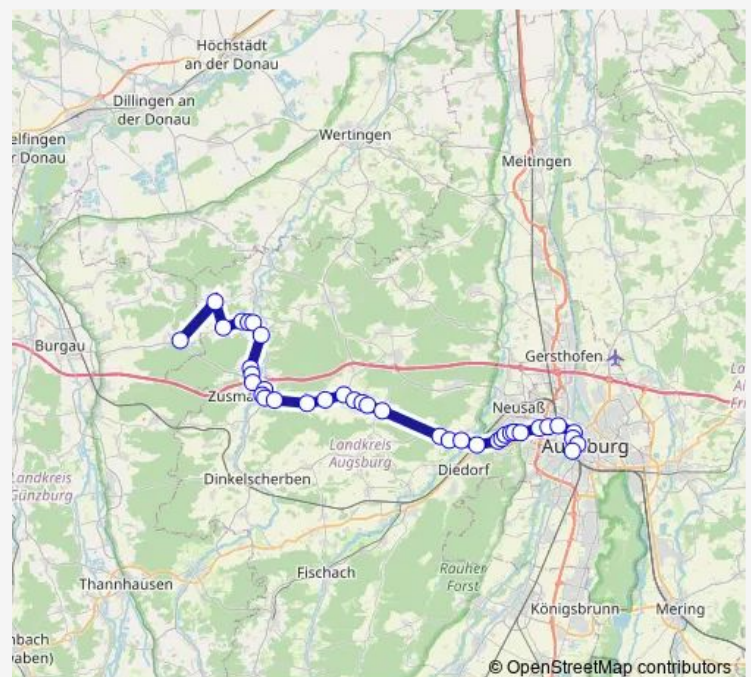 Höchstädt
an der Donau
Dillingen an
der Donau
elfingen
r Donau
Wertingen
Meitingen
Burgau
Gersthofen
Zusma
Neusäß
Augsburg
Landkreis
Augsburg
Diedorf
Landkreis
Günzburg
Dinkelscherben
Fischach
Rauher
Forst
Thannhausen
Königsbrunn
Mering
nbach
waben)
© OpenStreetMap contributors